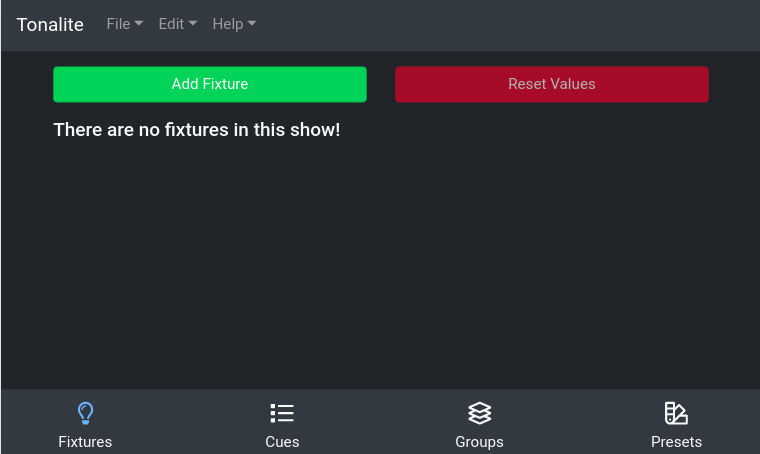 Tonalite File Edit Help
Add Fixture Reset Values
There are no fixtures in this show!
Fixtures Cues Groups Presets